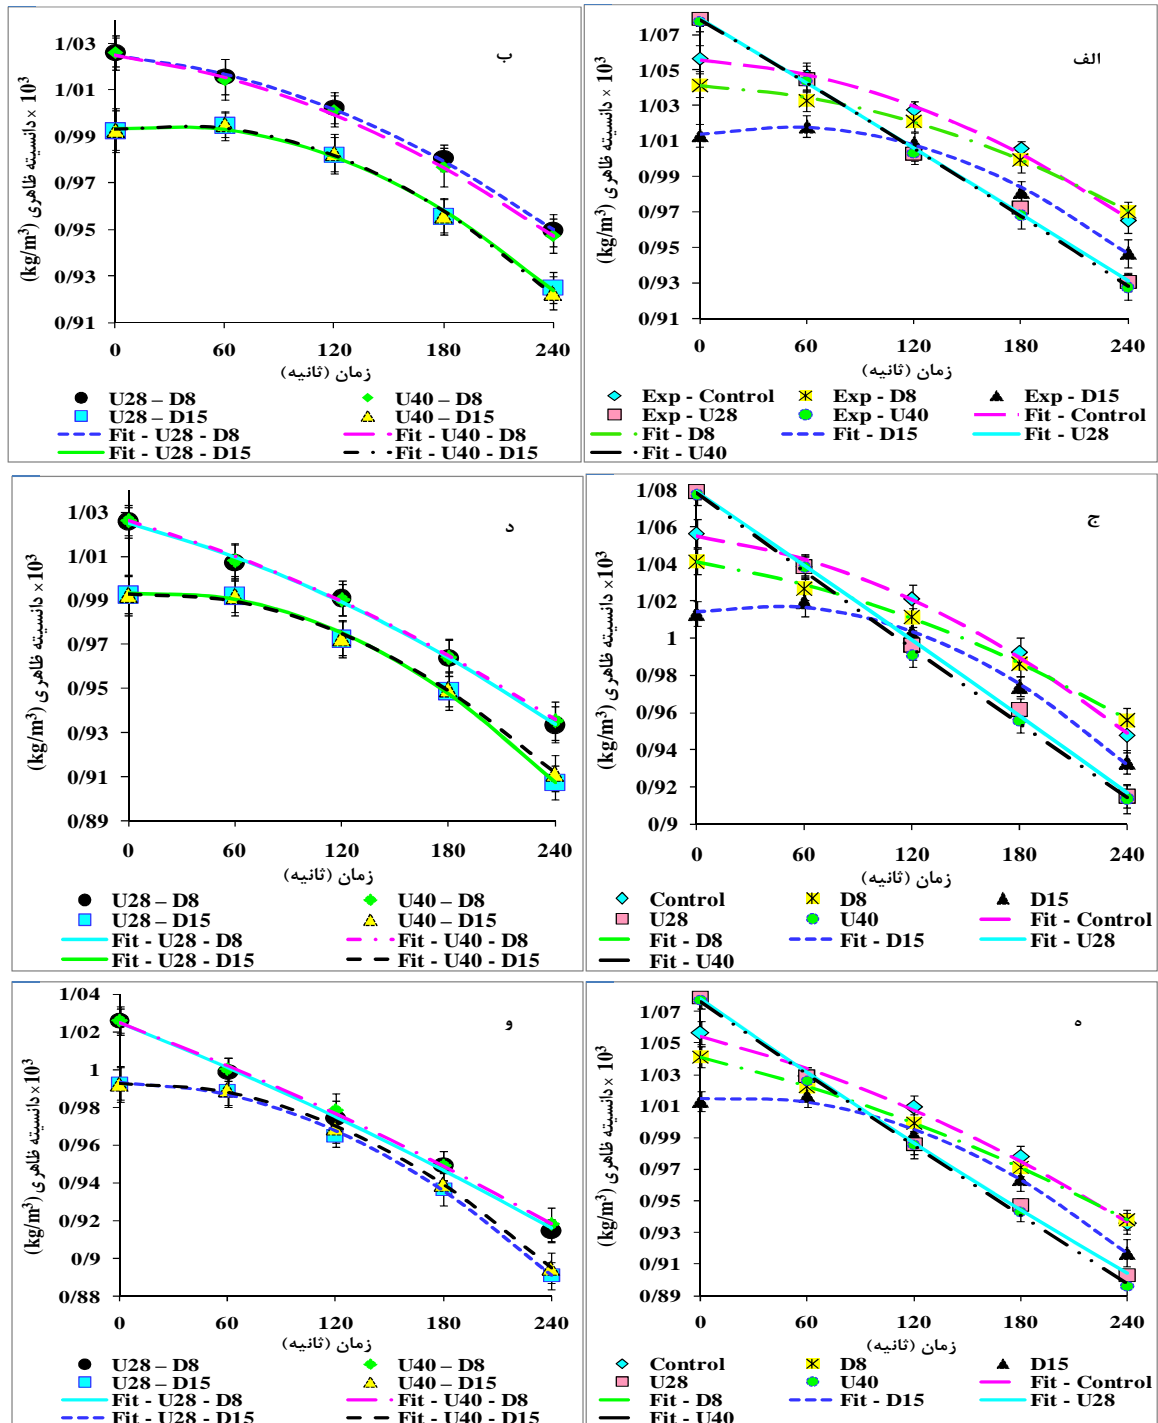 الف
دانسیته ظاهری (kg/m³) × 10³
1/07
1/05
1/03
1/01
0/99
0/97
0/95
0/93
0/91
0 60 120 180 240
زمان (ثانیه)
Exp - Control Exp - D8 Exp - D15
Exp - U28 Exp - U40 Fit - Control
Fit - D8 Fit - D15 Fit - U28
Fit - U40
ب
دانسیته ظاهری (kg/m³) × 10³
1/03
1/01
0/99
0/97
0/95
0/93
0/91
0 60 120 180 240
زمان (ثانیه)
U28 – D8 U40 – D8
U28 – D15 U40 – D15
Fit - U28 - D8 Fit - U40 - D8
Fit - U28 - D15 Fit - U40 - D15
ج
دانسیته ظاهری (kg/m³) × 10³
1/08
1/06
1/04
1/02
1
0/98
0/96
0/94
0/92
0/9
0 60 120 180 240
زمان (ثانیه)
Control D8 D15
U28 U40 Fit - Control
Fit - D8 Fit - D15 Fit - U28
Fit - U40
د
دانسیته ظاهری (kg/m³) × 10³
1/03
1/01
0/99
0/97
0/95
0/93
0/91
0/89
0 60 120 180 240
زمان (ثانیه)
U28 – D8 U40 – D8
U28 – D15 U40 – D15
Fit - U28 - D8 Fit - U40 - D8
Fit - U28 - D15 Fit - U40 - D15
ه
دانسیته ظاهری (kg/m³) × 10³
1/07
1/05
1/03
1/01
0/99
0/97
0/95
0/93
0/91
0/89
0 60 120 180 240
زمان (ثانیه)
Control D8 D15
U28 U40 Fit - Control
Fit - D8 Fit - D15 Fit - U28
Fit - U40
و
دانسیته ظاهری (kg/m³) × 10³
1/04
1/02
1
0/98
0/96
0/94
0/92
0/9
0/88
0 60 120 180 240
زمان (ثانیه)
U28 – D8 U40 – D8
U28 – D15 U40 – D15
Fit - U28 - D8 Fit - U40 - D8
Fit - U28 - D15 Fit - U40 - D15